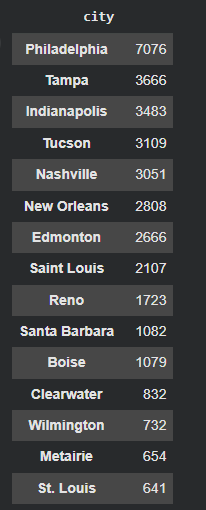 city
Philadelphia 7076
Tampa 3666
Indianapolis 3483
Tucson 3109
Nashville 3051
New Orleans 2808
Edmonton 2666
Saint Louis 2107
Reno 1723
Santa Barbara 1082
Boise 1079
Clearwater 832
Wilmington 732
Metairie 654
St. Louis 641